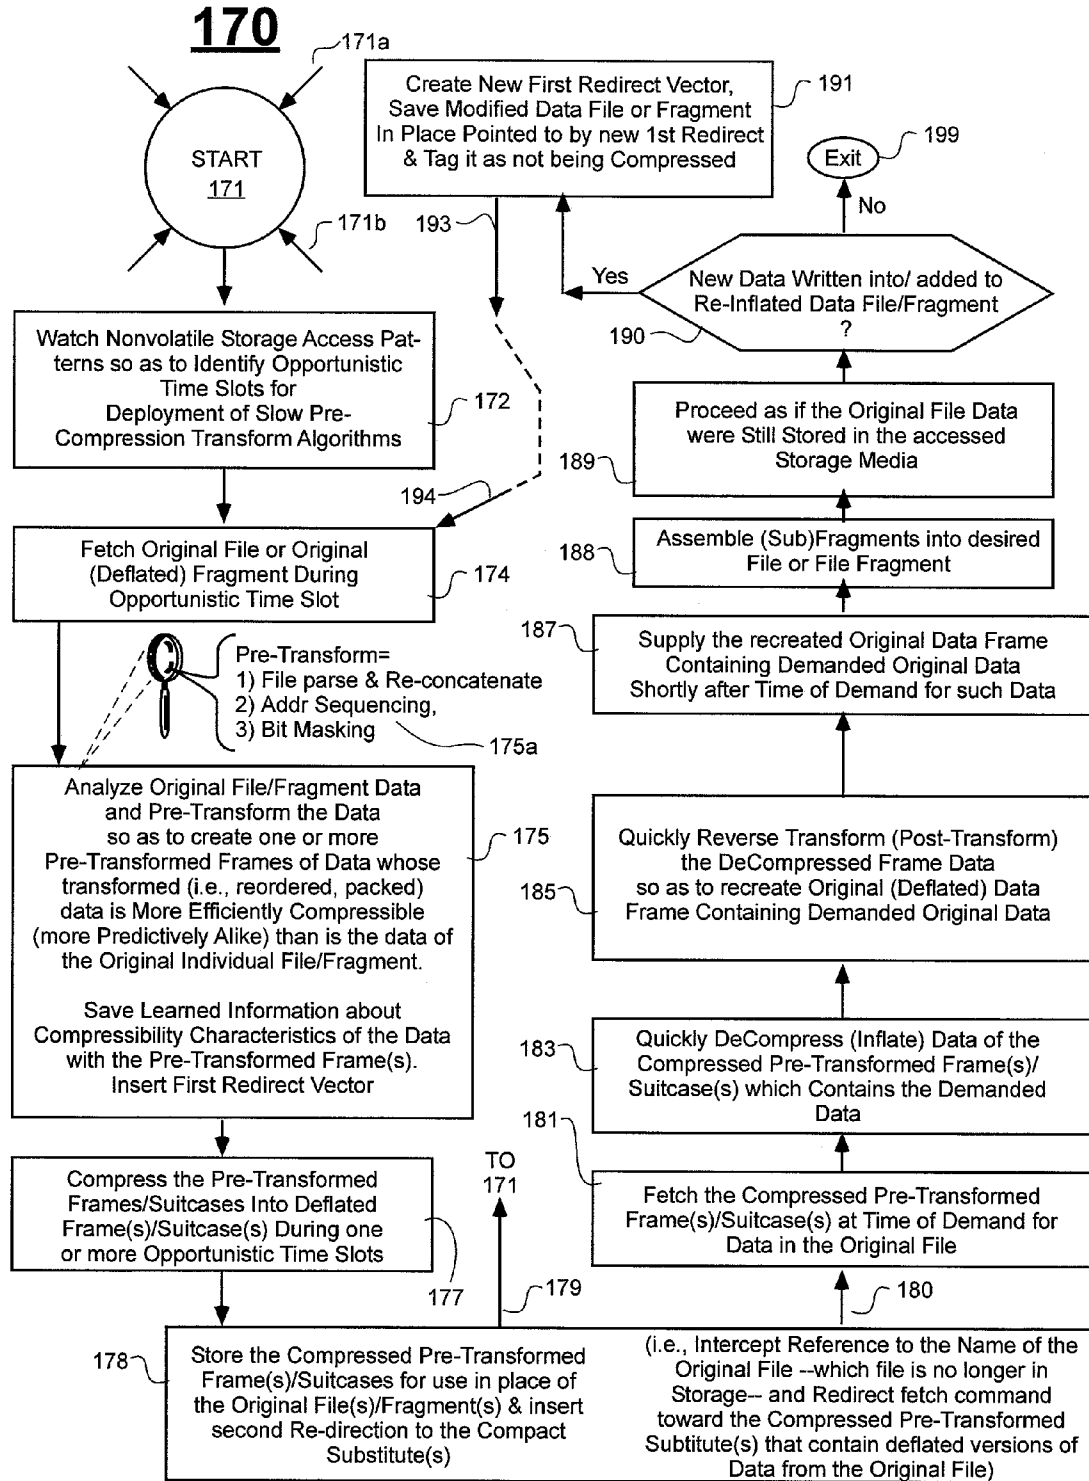 170
171a
START
171
171b
Watch Nonvolatile Storage Access Pat-
terns so as to Identify Opportunistic
Time Slots for
Deployment of Slow Pre-
Compression Transform Algorithms
172
Fetch Original File or Original
(Deflated) Fragment During
Opportunistic Time Slot
174
Pre-Transform=
1) File parse & Re-concatenate
2) Addr Sequencing,
3) Bit Masking
175a
Analyze Original File/Fragment Data
and Pre-Transform the Data
so as to create one or more
Pre-Transformed Frames of Data whose
transformed (i.e., reordered, packed)
data is More Efficiently Compressible
(more Predictively Alike) than is the data of
the Original Individual File/Fragment.
Save Learned Information about
Compressibility Characteristics of the Data
with the Pre-Transformed Frame(s).
Insert First Redirect Vector
175
Compress the Pre-Transformed
Frames/Suitcases Into Deflated
Frame(s)/Suitcase(s) During one
or more Opportunistic Time Slots
177
178
Store the Compressed Pre-Transformed
Frame(s)/Suitcases for use in place of
the Original File(s)/Fragment(s) & insert
second Re-direction to the Compact
Substitute(s)
TO
171
179
(i.e., Intercept Reference to the Name of the
Original File --which file is no longer in
Storage-- and Redirect fetch command
toward the Compressed Pre-Transformed
Subtitute(s) that contain deflated versions of
Data from the Original File)
180
181
Fetch the Compressed Pre-Transformed
Frame(s)/Suitcase(s) at Time of Demand for
Data in the Original File
183
Quickly DeCompress (Inflate) Data of the
Compressed Pre-Transformed Frame(s)/
Suitcase(s) which Contains the Demanded
Data
185
Quickly Reverse Transform (Post-Transform)
the DeCompressed Frame Data
so as to recreate Original (Deflated) Data
Frame Containing Demanded Original Data
187
Supply the recreated Original Data Frame
Containing Demanded Original Data
Shortly after Time of Demand for such Data
188
Assemble (Sub)Fragments into desired
File or File Fragment
189
Proceed as if the Original File Data
were Still Stored in the accessed
Storage Media
190
New Data Written into/ added to
Re-Inflated Data File/Fragment
?
No
Exit
199
Yes
Create New First Redirect Vector,
Save Modified Data File or Fragment
In Place Pointed to by new 1st Redirect
& Tag it as not being Compressed
191
193
194